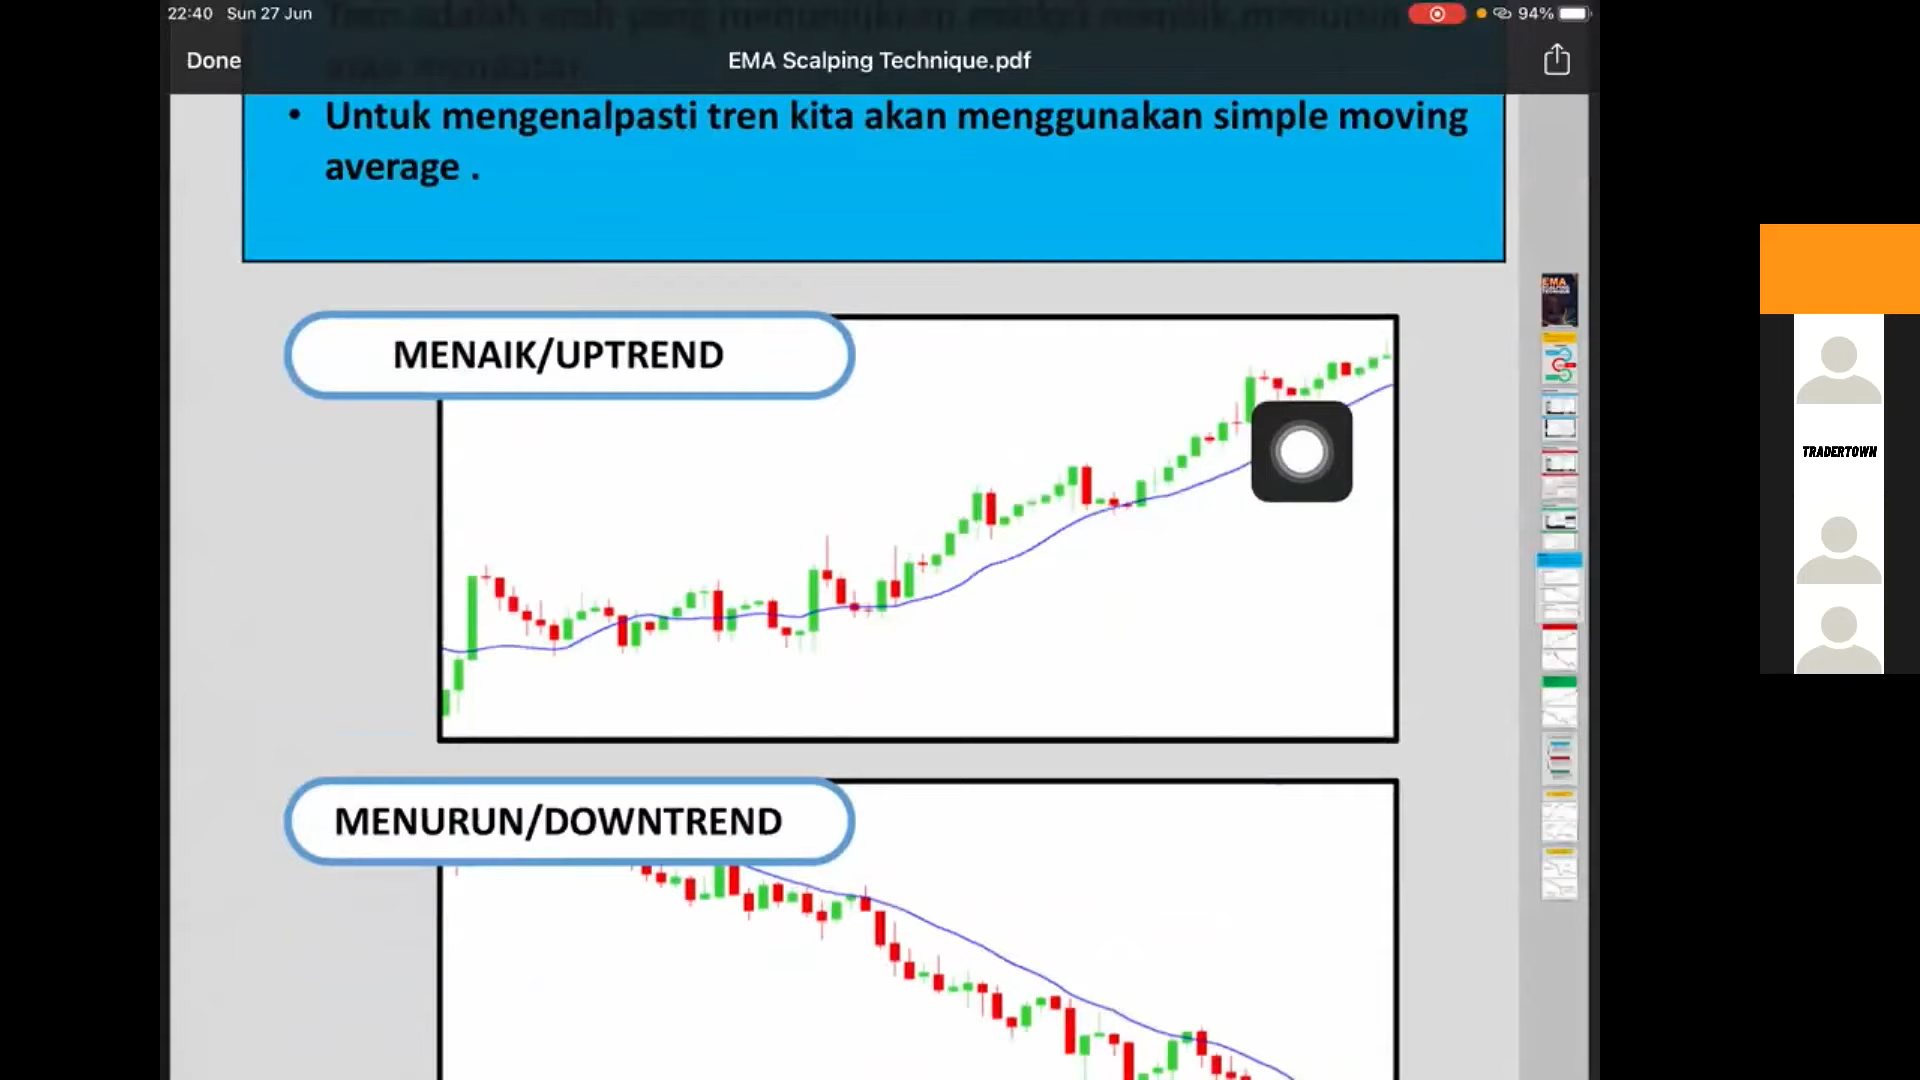 22:40 Sun 27 Jun
94%
Done
EMA Scalping Technique.pdf
• Untuk mengenalpasti tren kita akan menggunakan simple moving
average .
MENAIK/UPTREND
MENURUN/DOWNTREND
EMA
TRADERTOWN